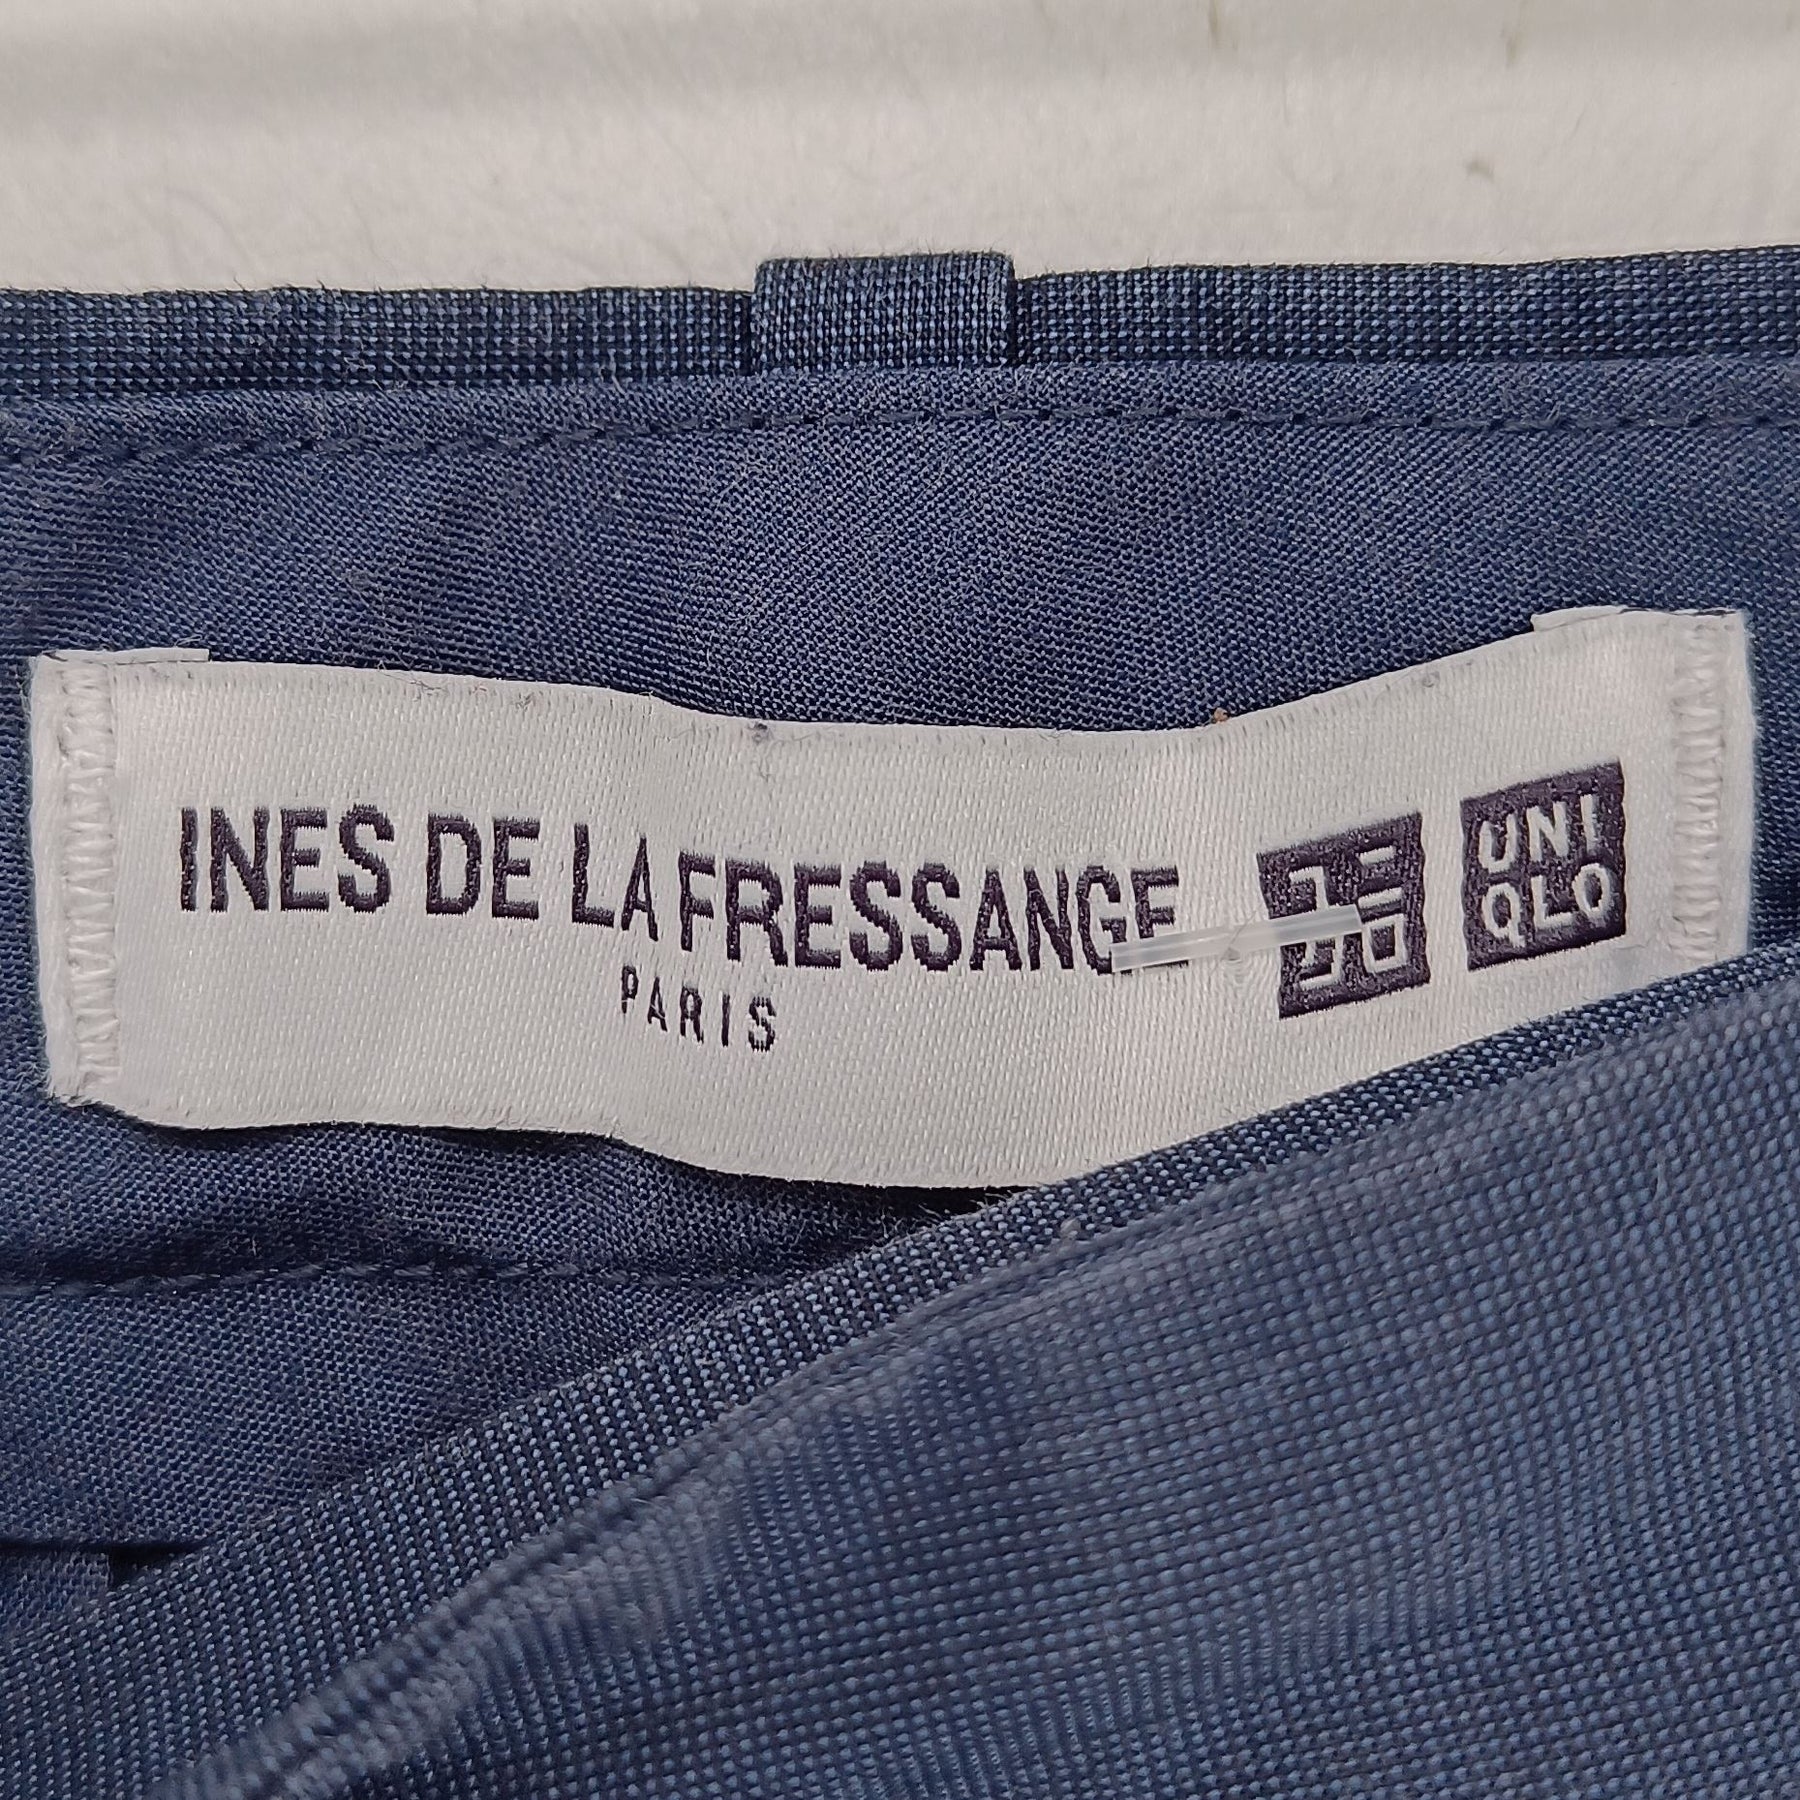 INES DE LA FRESSANGE
PARIS
ユニ
クロ
UNI
QLO